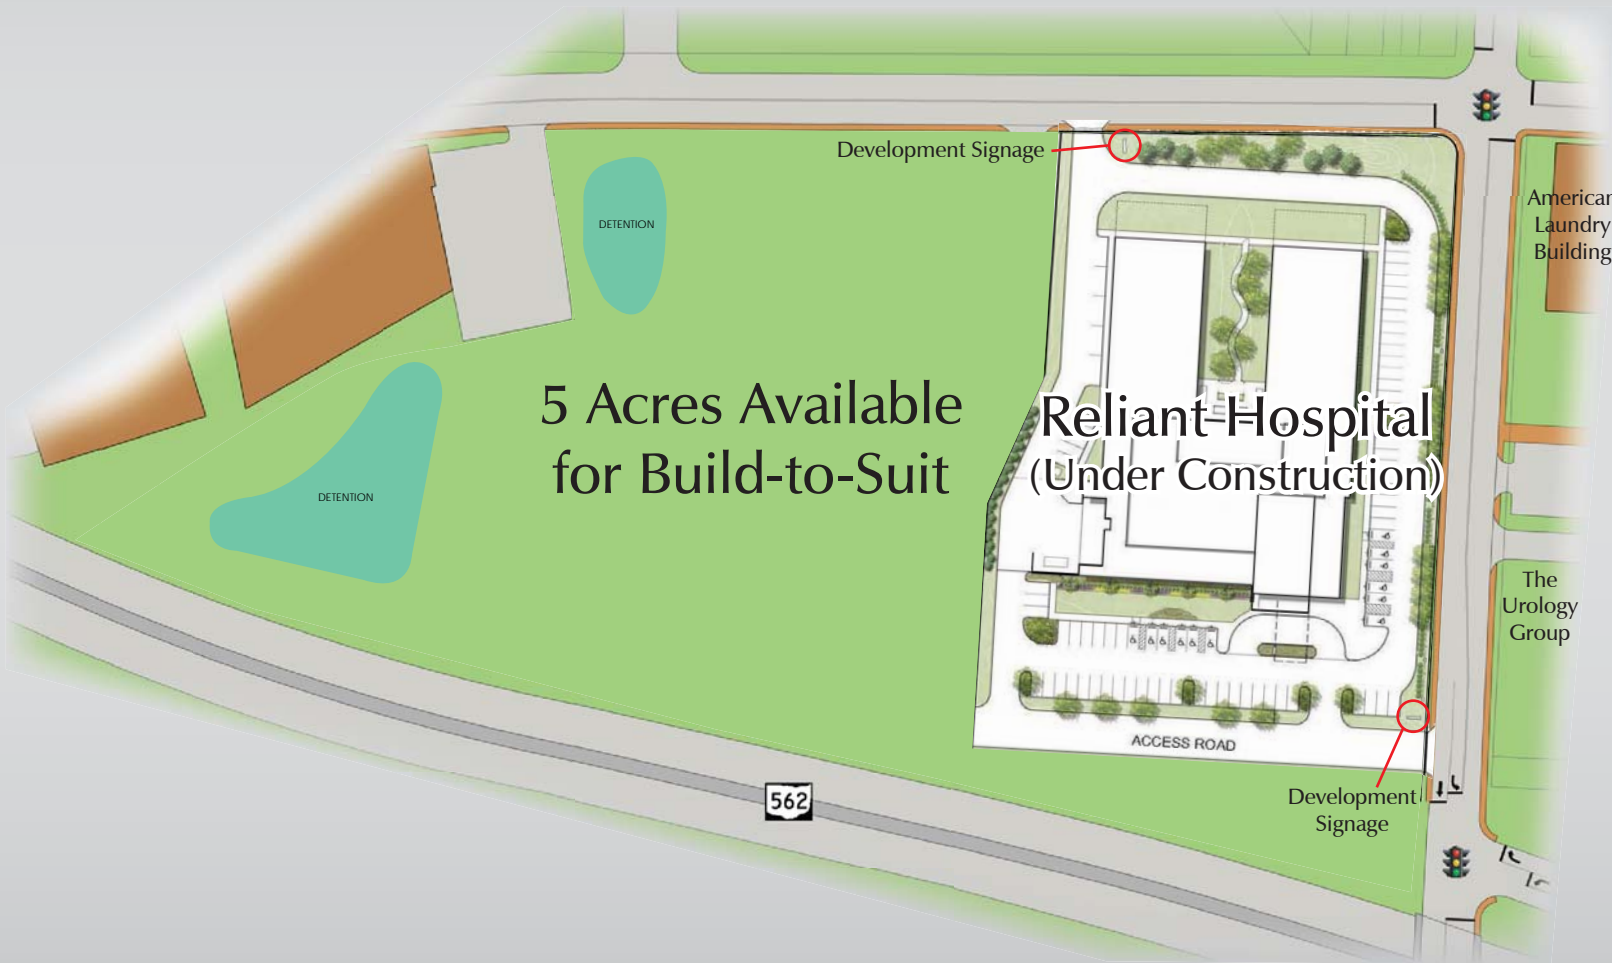 Development Signage
DETENTION
American
Laundry
Building
5 Acres Available
for Build-to-Suit
Reliant Hospital
(Under Construction)
DETENTION
The
Urology
Group
ACCESS ROAD
562
Development
Signage